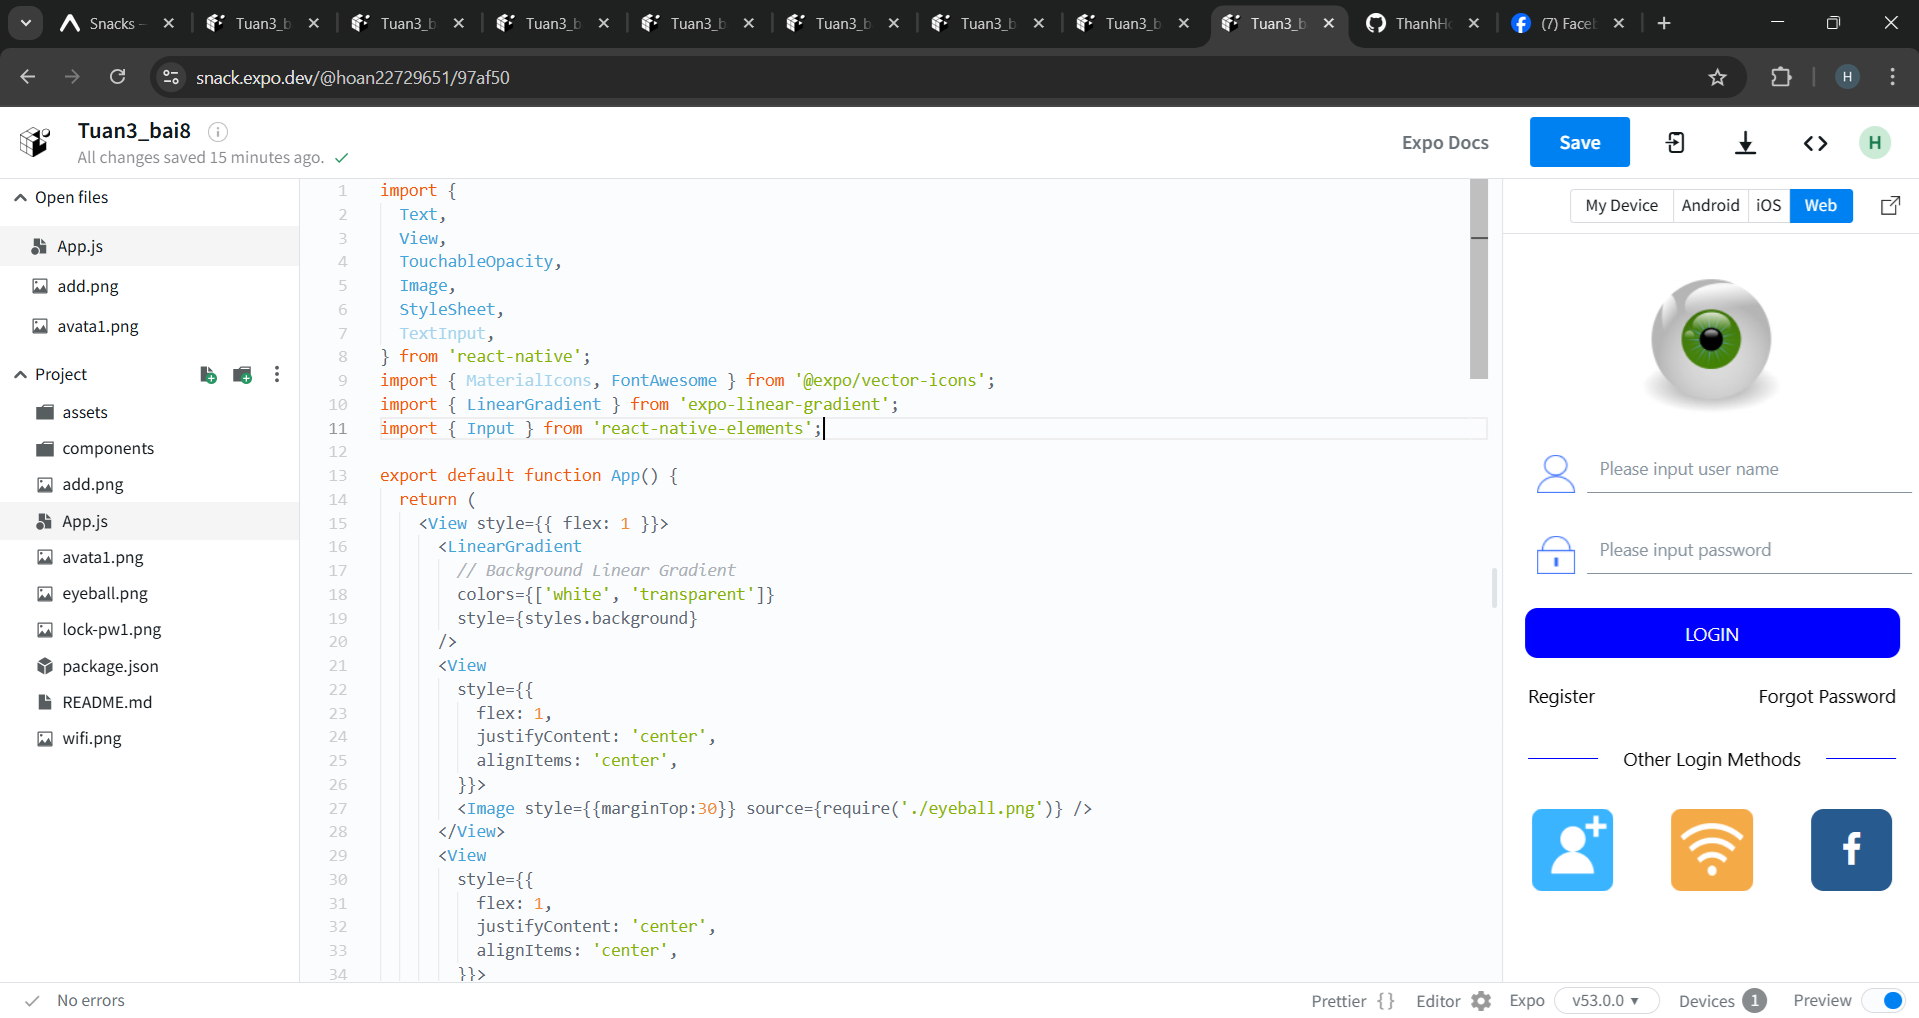 Snacks -
Tuan3_b
Tuan3_b
Tuan3_b
Tuan3_b
Tuan3_b
Tuan3_b
Tuan3_b
Tuan3_b
ThanhHo
(7) Faceb
snack.expo.dev/@hoan22729651/97af50
H
Tuan3_bai8
All changes saved 15 minutes ago.
Expo Docs
Save
H
Open files
App.js
add.png
avata1.png
Project
assets
components
add.png
App.js
avata1.png
eyeball.png
lock-pw1.png
package.json
README.md
wifi.png
1 import {
2 Text,
3 View,
4 TouchableOpacity,
5 Image,
6 StyleSheet,
7 TextInput,
8 } from 'react-native';
9 import { MaterialIcons, FontAwesome } from '@expo/vector-icons';
10 import { LinearGradient } from 'expo-linear-gradient';
11 import { Input } from 'react-native-elements';
12
13 export default function App() {
14 return (
15 <View style={{ flex: 1 }}>
16 <LinearGradient
17 // Background Linear Gradient
18 colors={['white', 'transparent']}
19 style={styles.background}
20 />
21 <View
22 style={{
23 flex: 1,
24 justifyContent: 'center',
25 alignItems: 'center',
26 }}>
27 <Image style={{marginTop:30}} source={require('./eyeball.png')} />
28 </View>
29 <View
30 style={{
31 flex: 1,
32 justifyContent: 'center',
33 alignItems: 'center',
34 }}>
My Device
Android
iOS
Web
Please input user name
Please input password
LOGIN
Register
Forgot Password
Other Login Methods
f
No errors
Prettier { }
Editor
Expo
v53.0.0
Devices 1
Preview